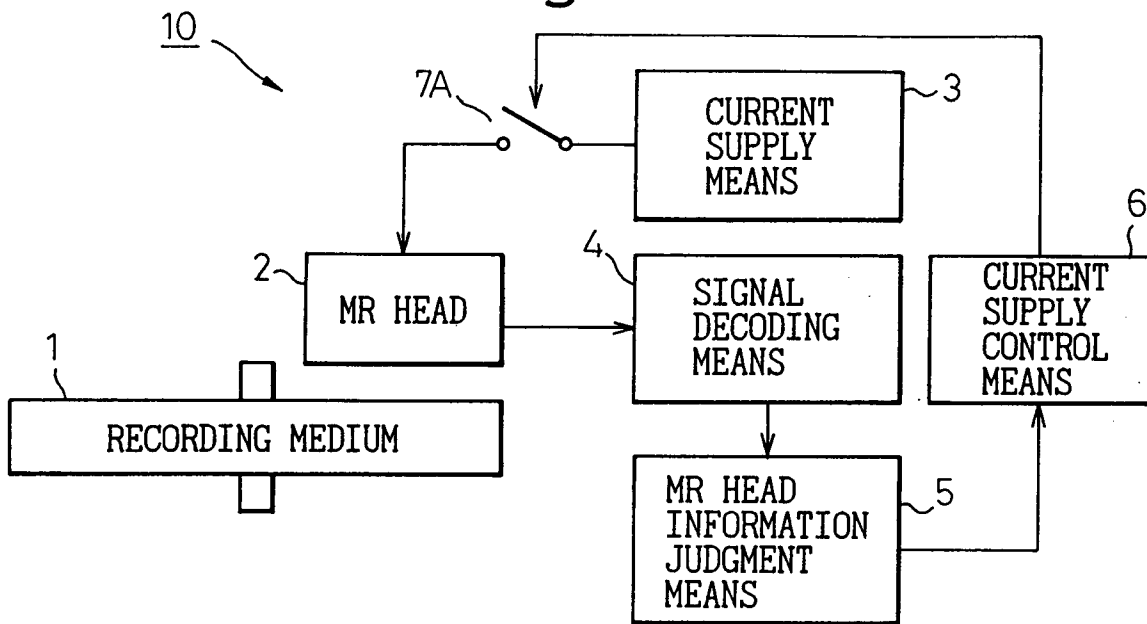 10
7A
CURRENT
SUPPLY
MEANS
3
2
MR HEAD
4
SIGNAL
DECODING
MEANS
6
CURRENT
SUPPLY
CONTROL
MEANS
1
RECORDING MEDIUM
MR HEAD
INFORMATION
JUDGMENT
MEANS
5